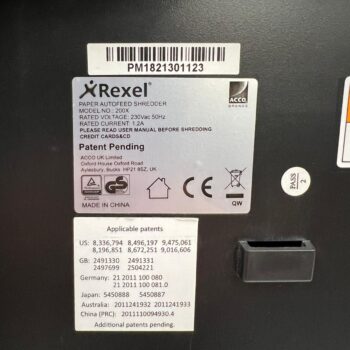 PM1821301123
Rexel®
PAPER AUTOFEED SHREDDER
MODEL NO.: 200X
RATED VOLTAGE: 230Vac 50Hz
RATED CURRENT: 1.2A
PLEASE READ USER MANUAL BEFORE SHREDDING
CREDIT CARDS&CD
Patent Pending
ACCO
BRANDS
ACCO UK Limited
Oxford House Oxford Road
Aylesbury, Bucks HP21 8SZ, UK
GS
CE
MADE IN CHINA
QW
PASS
2
Applicable patents
US: 8,336,794 8,496,197 9,475,061
8,196,851 8,672,251 9,016,606
GB: 2491330 2491331
2497699 2504221
Germany: 21 2011 100 080
21 2011 100 081.0
Japan: 5450888 5450887
Australia: 2011241932 2011241933
China (PRC): 2011110094930.4
Additional patents pending.